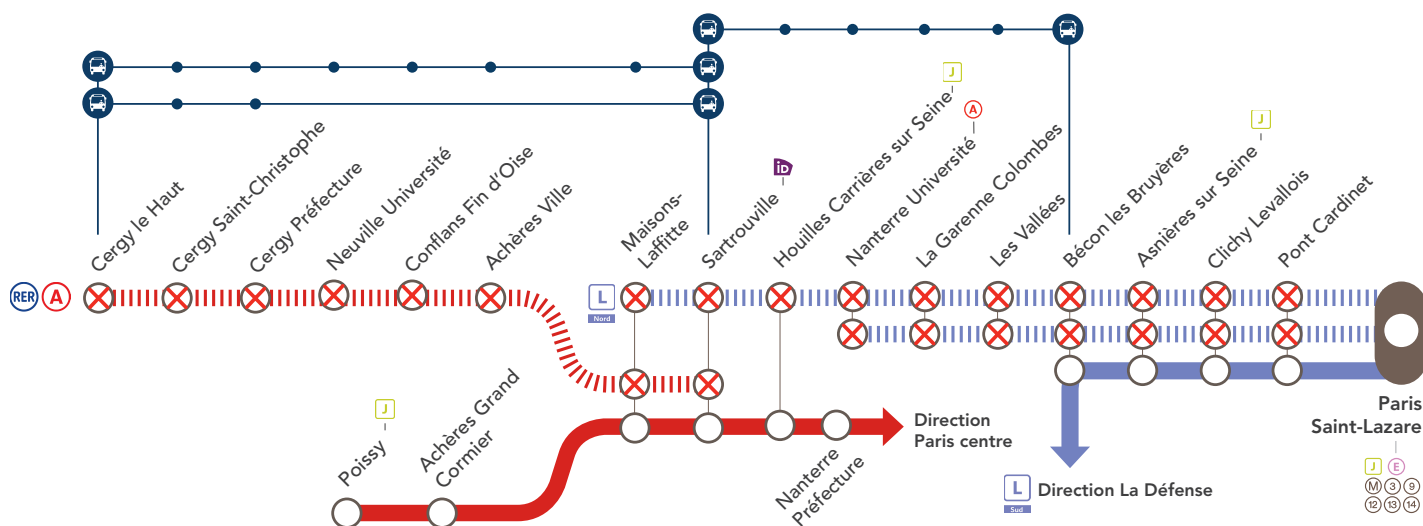 J
A
J
iD
Cergy le Haut
Cergy Saint-Christophe
Cergy Préfecture
Neuville Université
Conflans Fin d'Oise
Achères Ville
Maisons-
Laffitte
Sartrouville
Houilles Carrières sur Seine
Nanterre Université
La Garenne Colombes
Les Vallées
Bécon les Bruyères
Asnières sur Seine
Clichy Levallois
Pont Cardinet
RER A
L
Nord
J
Poissy
Achères Grand
Cormier
Direction
Paris centre
Nanterre
Préfecture
L Direction La Défense
Sud
Paris
Saint-Lazare
J E
M 3 9
12 13 14